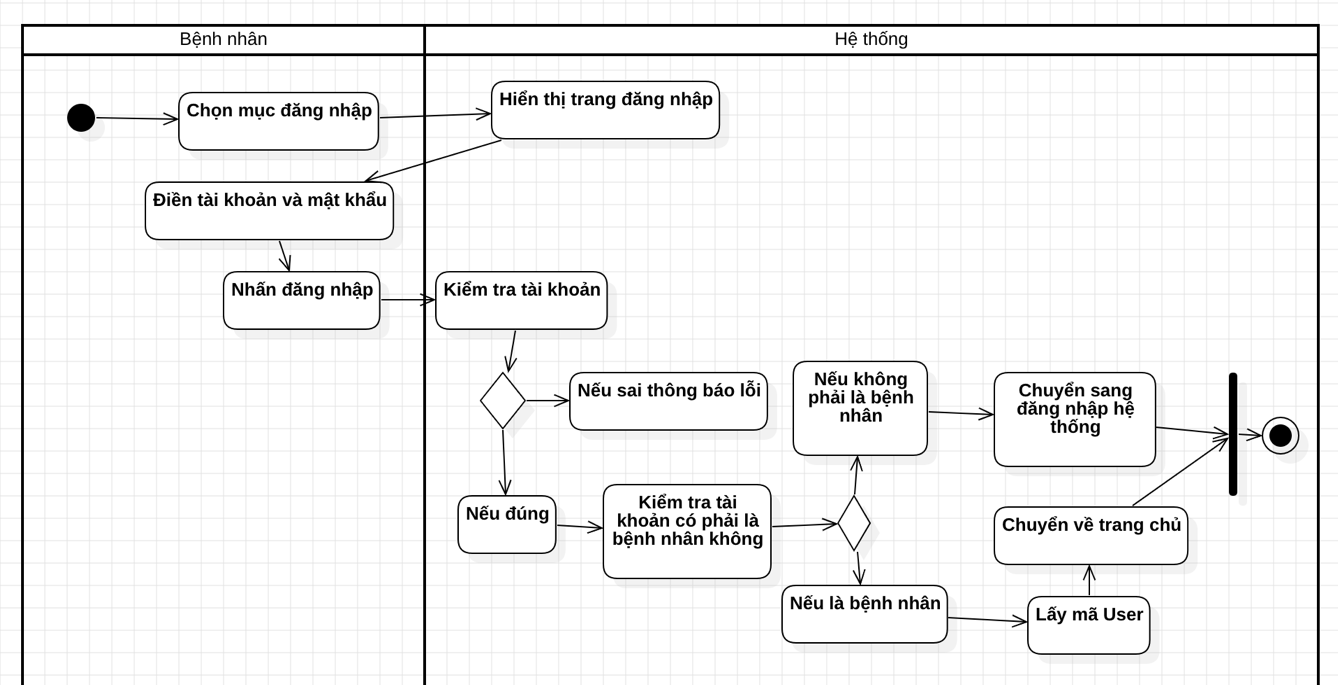 Bệnh nhân
Hệ thống
Chọn mục đăng nhập
Hiển thị trang đăng nhập
Điền tài khoản và mật khẩu
Nhấn đăng nhập
Kiểm tra tài khoản
Nếu sai thông báo lỗi
Nếu không
phải là bệnh
nhân
Chuyển sang
đăng nhập hệ
thống
Nếu đúng
Kiểm tra tài
khoản có phải là
bệnh nhân không
Chuyển về trang chủ
Nếu là bệnh nhân
Lấy mã User